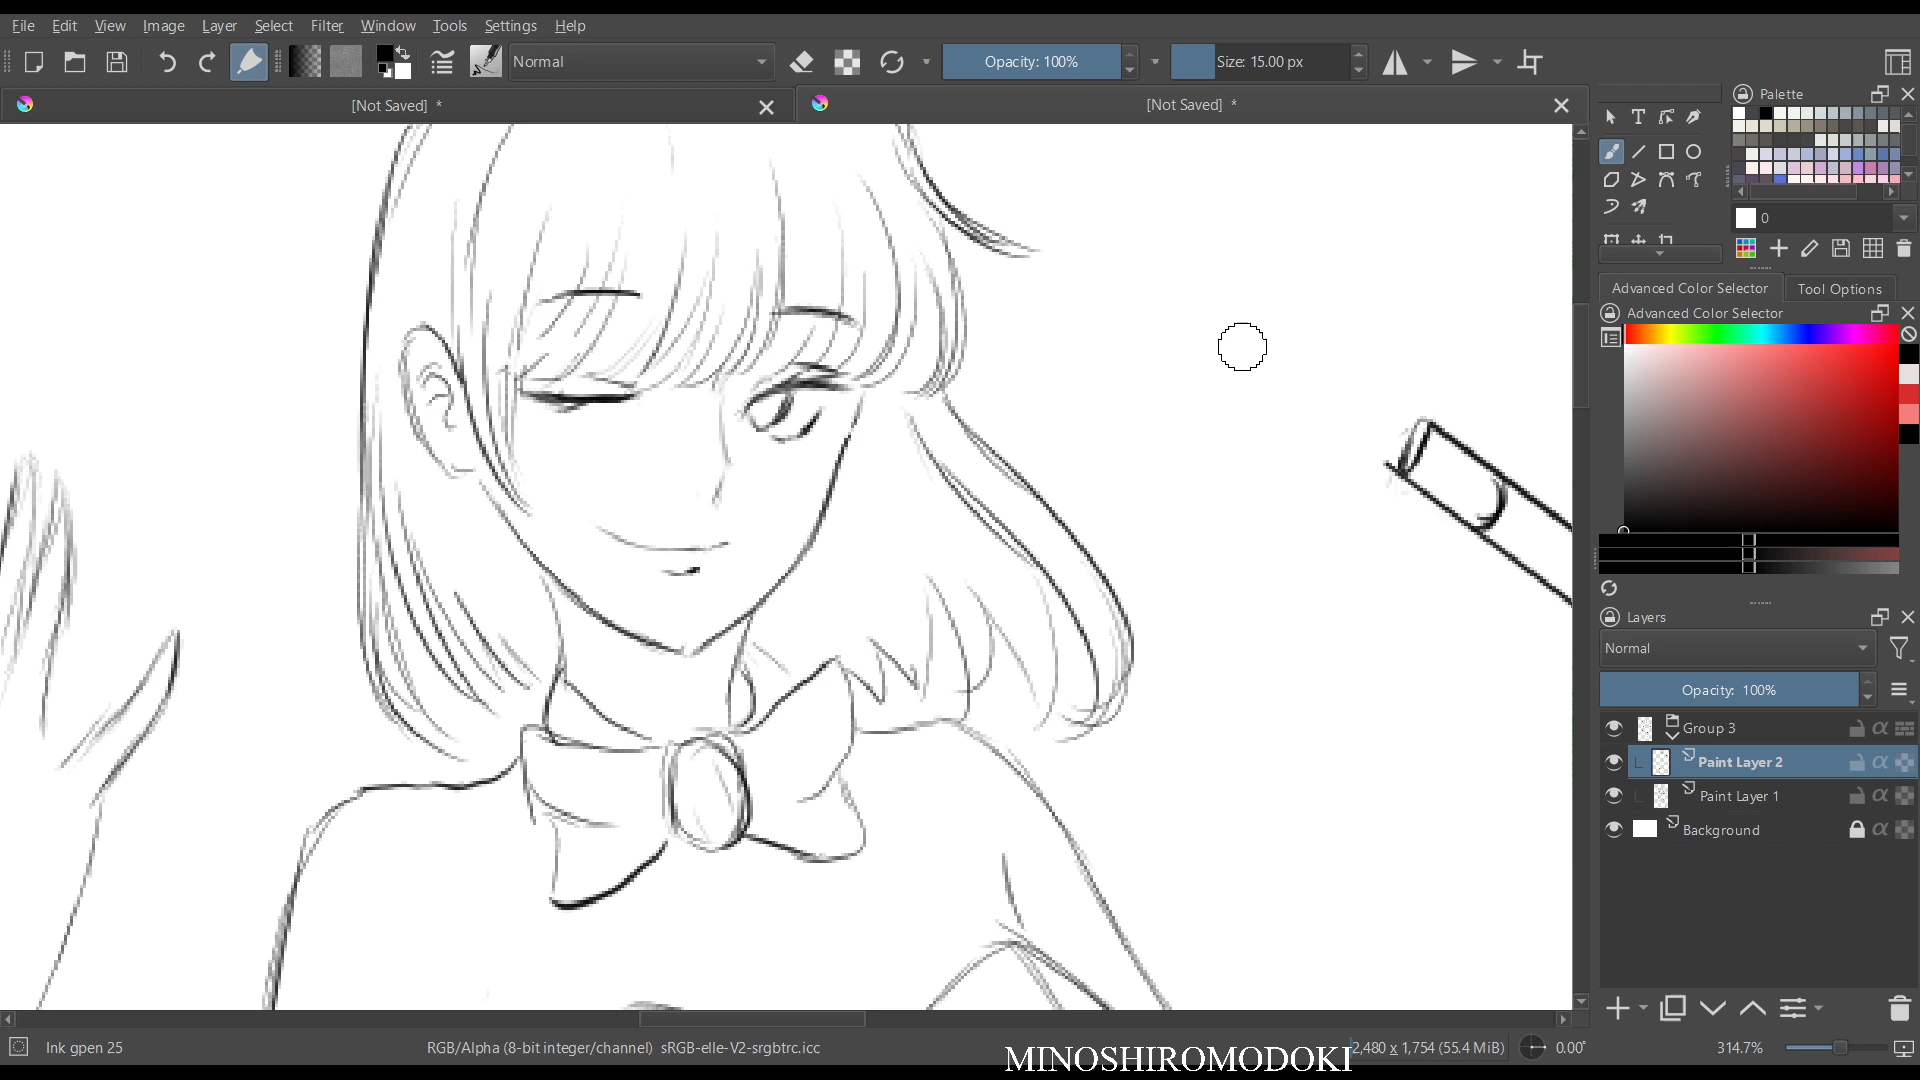 File Edit View Image Layer Select Filter Window Tools Settings Help
Normal
Opacity: 100%
Size: 15.00 px
[Not Saved] *
[Not Saved] *
Palette
0
Advanced Color Selector
Tool Options
Advanced Color Selector
Layers
Normal
Opacity: 100%
Group 3
Paint Layer 2
Paint Layer 1
Background
Ink gpen 25
RGB/Alpha (8-bit integer/channel) sRGB-elle-V2-srgbtrc.icc
MINOSHIROMODOKI
2,480 x 1,754 (55.4 MiB)
0.00°
314.7%